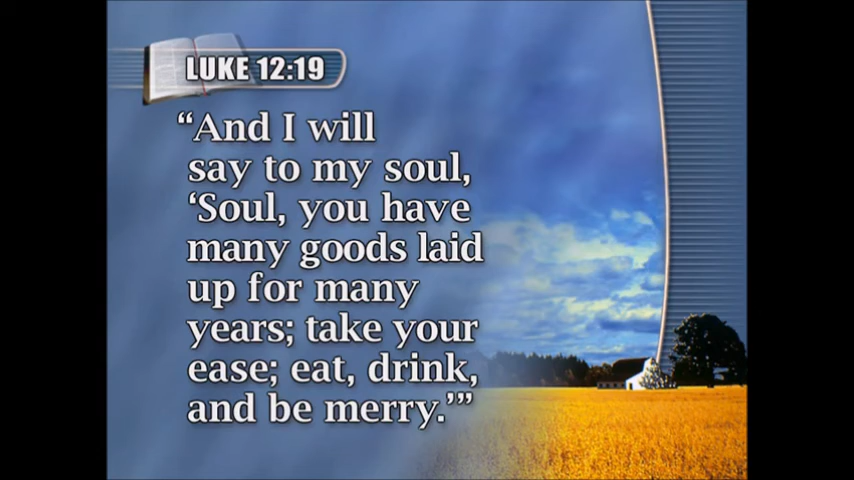 LUKE 12:19
“And I will
say to my soul,
‘Soul, you have
many goods laid
up for many
years; take your
ease; eat, drink,
and be merry.’”